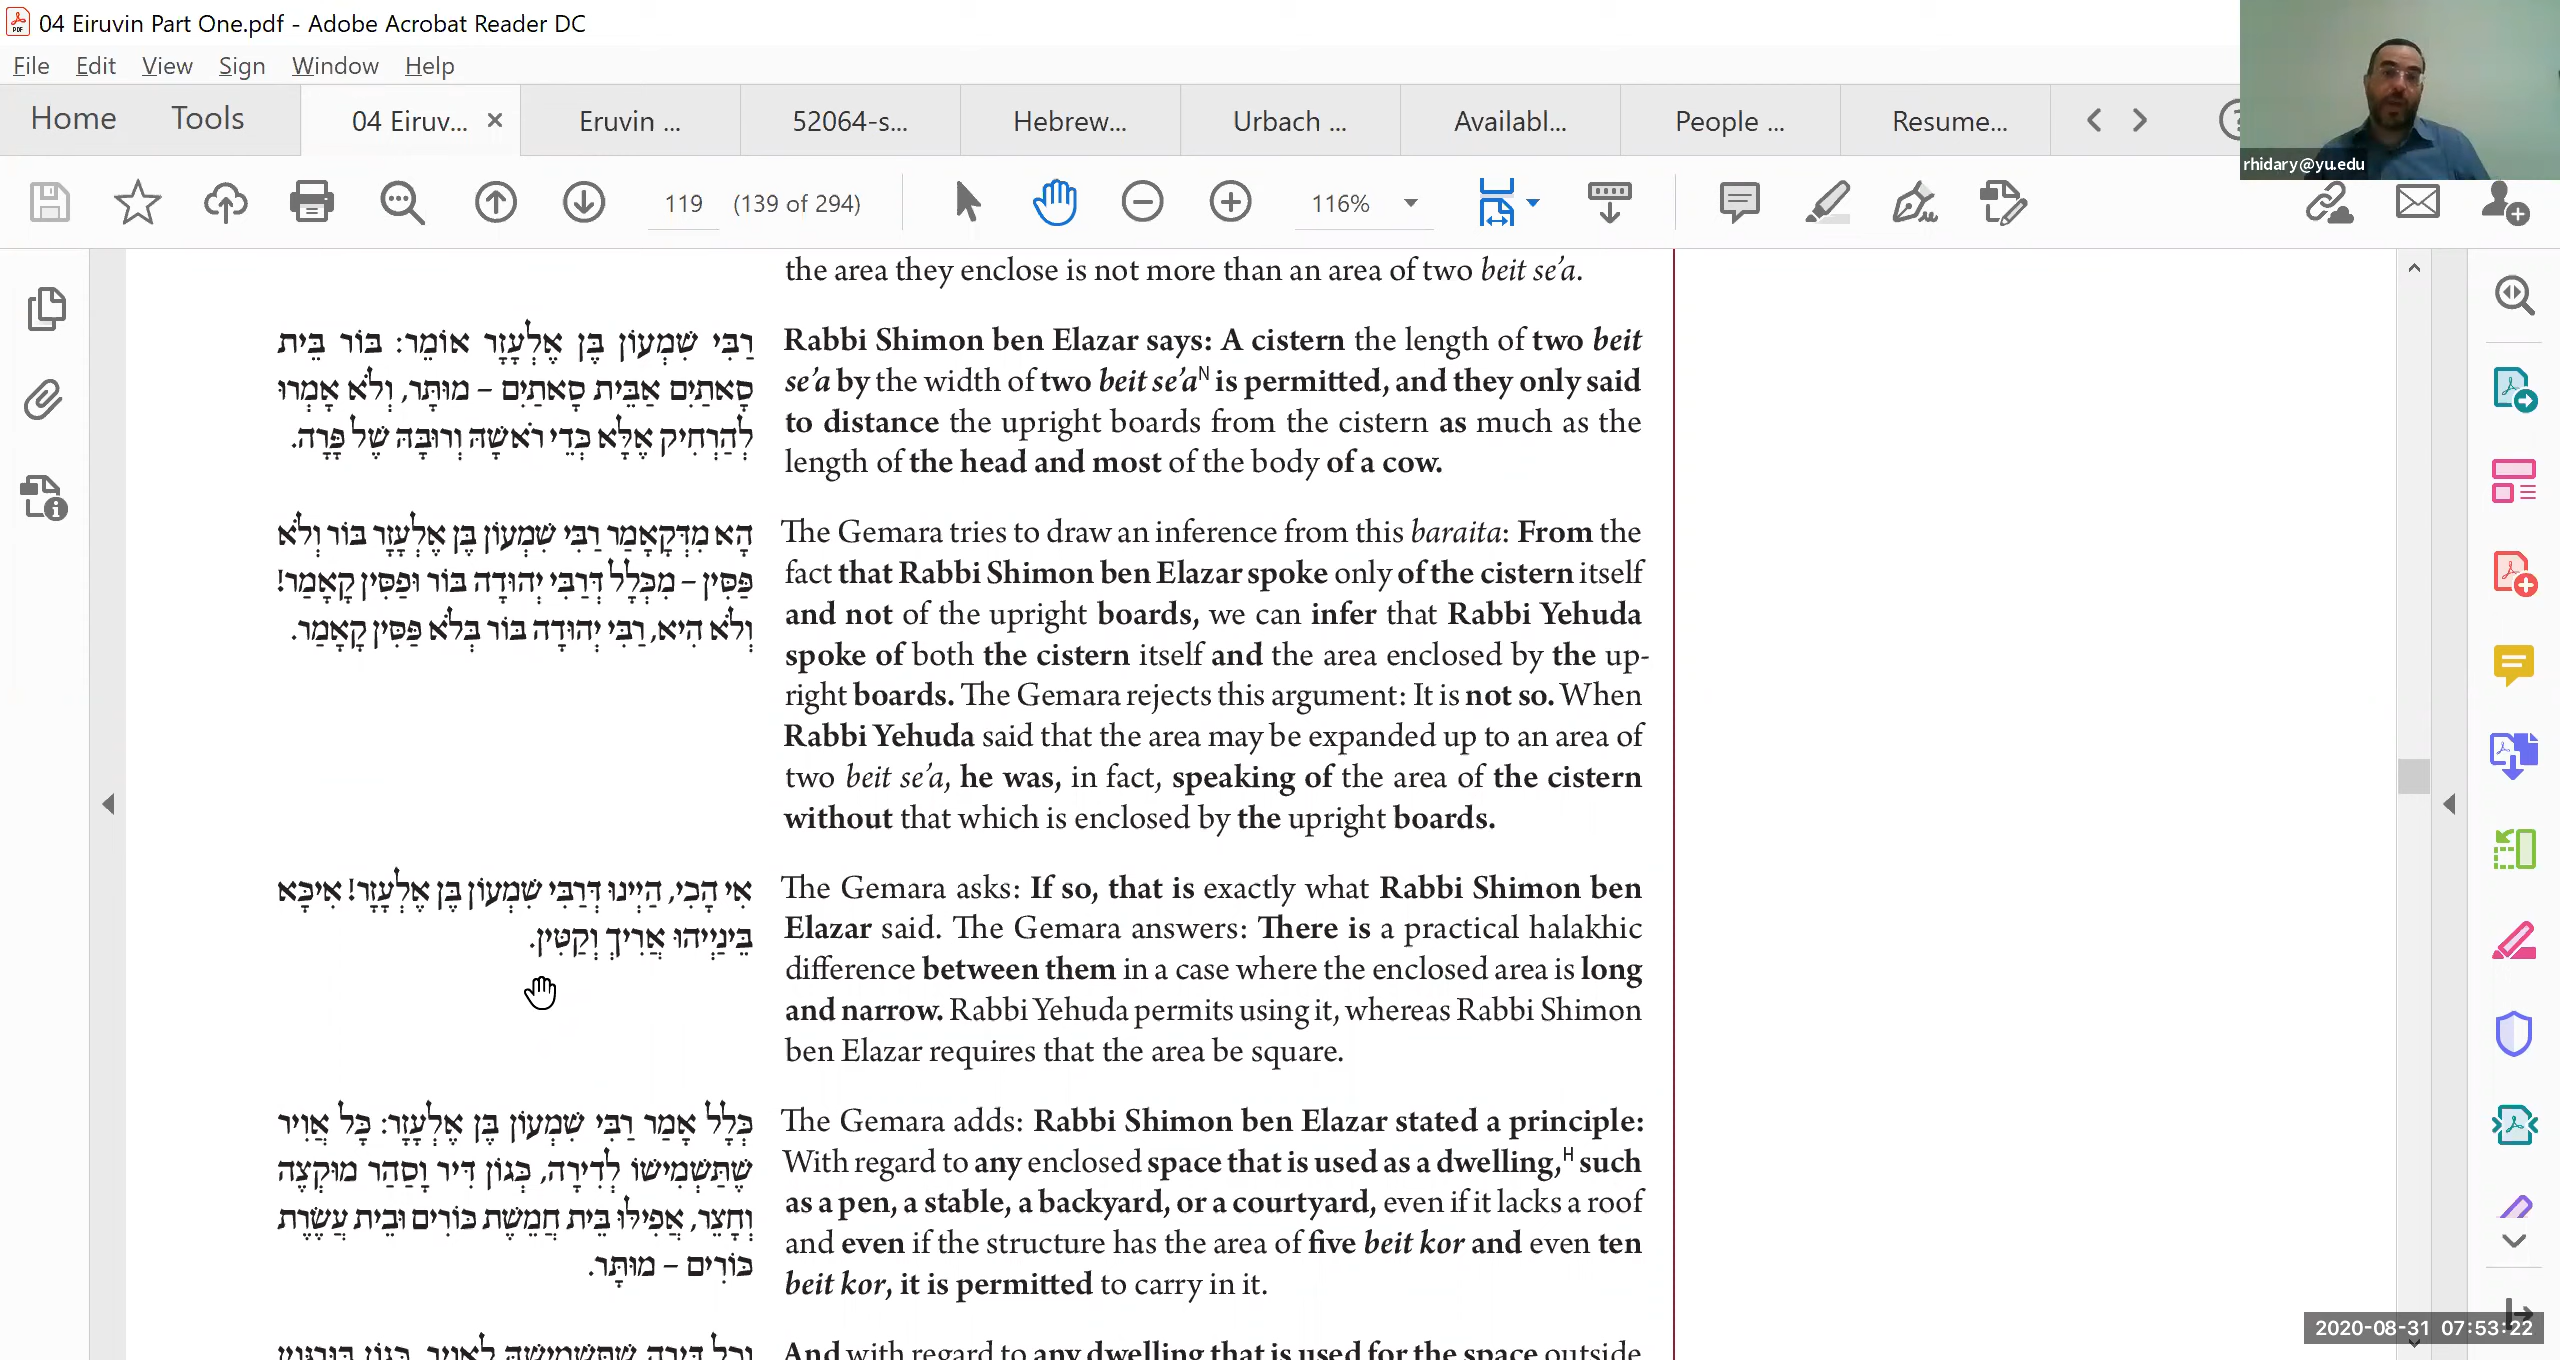 04 Eiruvin Part One.pdf - Adobe Acrobat Reader DC
File Edit View Sign Window Help
Home Tools 04 Eiruv... × Eruvin ... 52064-s... Hebrew... Urbach ... Availabl... People ... Resume...
rhidary@yu.edu
119 (139 of 294) 116%
the area they enclose is not more than an area of two beit se’a.
רַבִּי שִׁמְעוֹן בֶּן אֶלְעָזָר אוֹמֵר: בּוֹר בֵּית
סָאתַיִם אַבֵּית סָאתַיִם – מוּתָּר, וְלֹא אָמְרוּ
לְהַרְחִיק אֶלָּא כְּדֵי רֹאשָׁהּ וְרוּבָּהּ שֶׁל פָּרָה.
Rabbi Shimon ben Elazar says: A cistern the length of two beit
se’a by the width of two beit se’aᴺ is permitted, and they only said
to distance the upright boards from the cistern as much as the
length of the head and most of the body of a cow.
הָא מִדְּקָאָמַר רַבִּי שִׁמְעוֹן בֶּן אֶלְעָזָר בּוֹר וְלֹא
פַּסִּין – מִכְּלָל דְּרַבִּי יְהוּדָה בּוֹר וּפַסִּין קָאָמַר!
וְלֹא הִיא, רַבִּי יְהוּדָה בּוֹר בְּלֹא פַּסִּין קָאָמַר.
The Gemara tries to draw an inference from this baraita: From the
fact that Rabbi Shimon ben Elazar spoke only of the cistern itself
and not of the upright boards, we can infer that Rabbi Yehuda
spoke of both the cistern itself and the area enclosed by the up-
right boards. The Gemara rejects this argument: It is not so. When
Rabbi Yehuda said that the area may be expanded up to an area of
two beit se’a, he was, in fact, speaking of the area of the cistern
without that which is enclosed by the upright boards.
אִי הָכִי, הַיְינוּ דְּרַבִּי שִׁמְעוֹן בֶּן אֶלְעָזָר! אִיכָּא
בֵּינַיְיהוּ אֲרִיךְ וְקַטִּין.
The Gemara asks: If so, that is exactly what Rabbi Shimon ben
Elazar said. The Gemara answers: There is a practical halakhic
difference between them in a case where the enclosed area is long
and narrow. Rabbi Yehuda permits using it, whereas Rabbi Shimon
ben Elazar requires that the area be square.
כְּלָל אָמַר רַבִּי שִׁמְעוֹן בֶּן אֶלְעָזָר: כׇּל אֲוִיר
שֶׁתַּשְׁמִישׁוֹ לְדִירָה, כְּגוֹן דִּיר וָסַהַר מוּקְצֶה
וְחָצֵר, אֲפִילּוּ בֵּית חֲמֵשֶׁת כּוֹרִים וּבֵית עֲשֶׂרֶת
כּוֹרִים – מוּתָּר.
The Gemara adds: Rabbi Shimon ben Elazar stated a principle:
With regard to any enclosed space that is used as a dwelling,ᴴ such
as a pen, a stable, a backyard, or a courtyard, even if it lacks a roof
and even if the structure has the area of five beit kor and even ten
beit kor, it is permitted to carry in it.
And with regard to any dwelling that is used for the space outside
2020-08-31 07:53:22